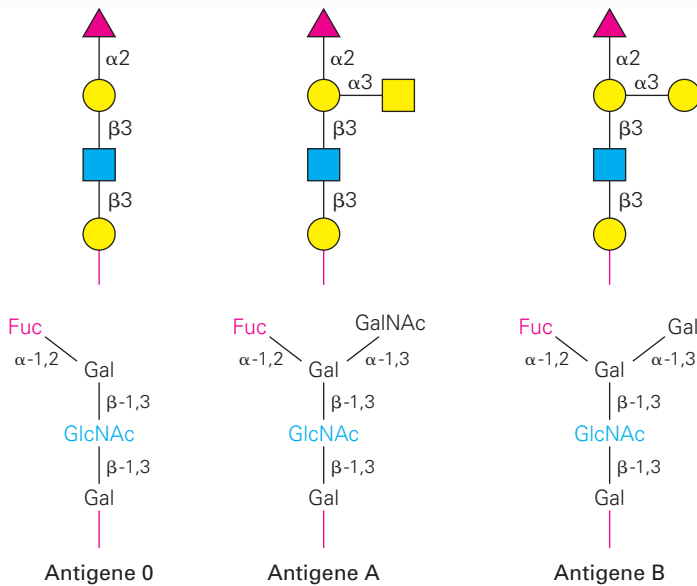 α2 α2 α2
α3 α3
β3 β3 β3
β3 β3 β3
Fuc Fuc GalNAc Fuc Gal
α-1,2 α-1,2 α-1,3 α-1,2 α-1,3
Gal Gal Gal
β-1,3 β-1,3 β-1,3
GlcNAc GlcNAc GlcNAc
β-1,3 β-1,3 β-1,3
Gal Gal Gal
Antigene 0 Antigene A Antigene B